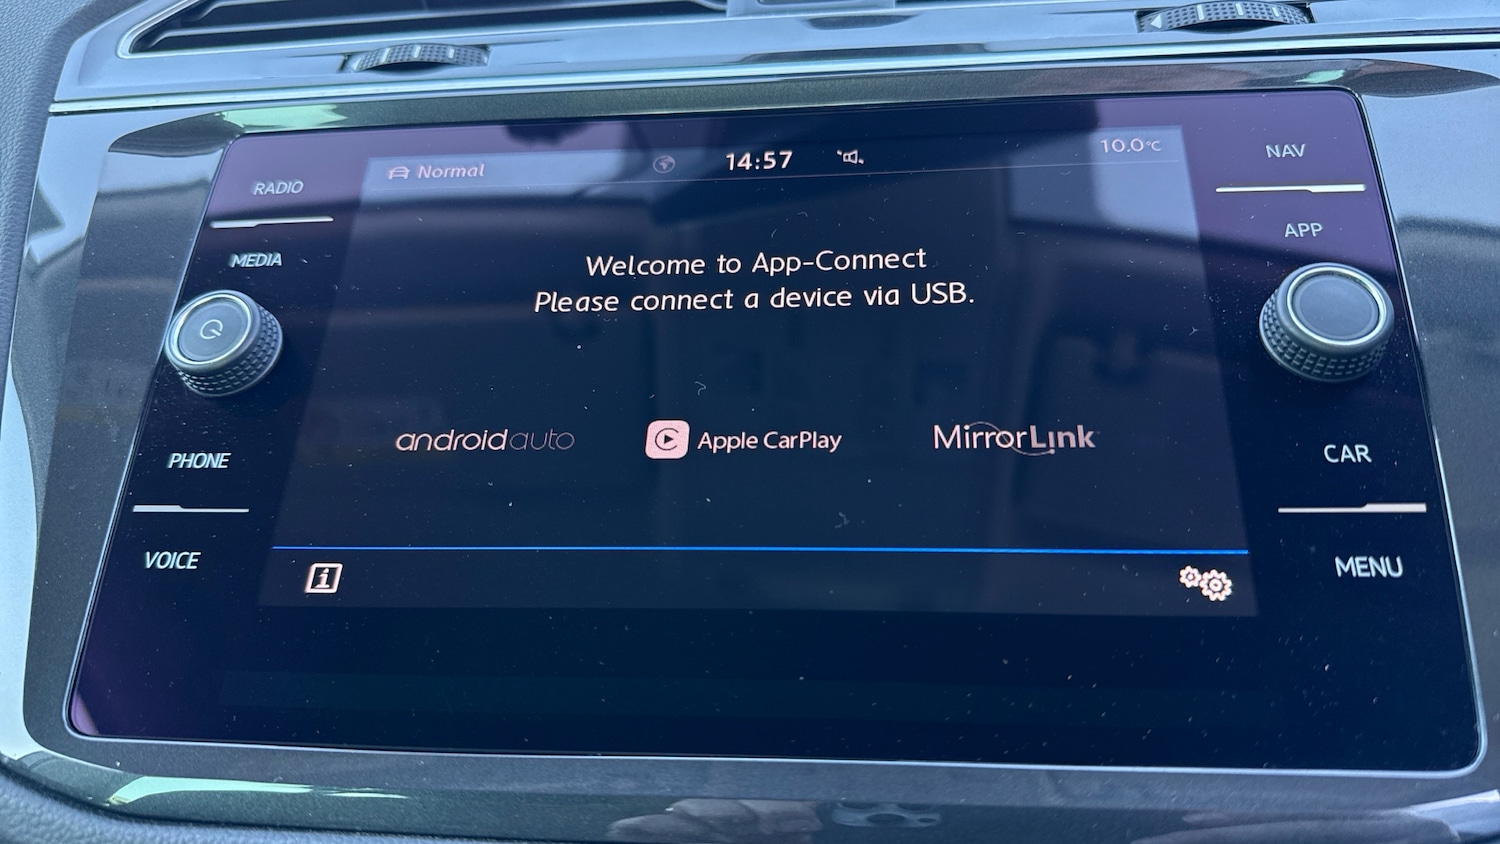 Normal
14:57
10.0°C
NAV
RADIO
APP
MEDIA
Welcome to App-Connect
Please connect a device via USB.
androidauto
Apple CarPlay
MirrorLink
PHONE
CAR
VOICE
MENU
i